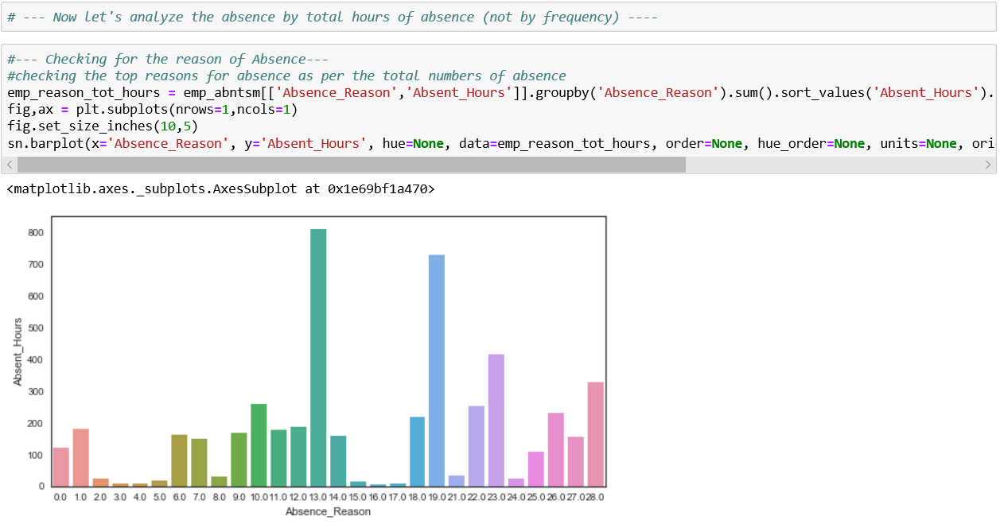 # --- Now let's analyze the absence by total hours of absence (not by frequency) ----
#--- Checking for the reason of Absence---
#checking the top reasons for absence as per the total numbers of absence
emp_reason_tot_hours = emp_abntsm[['Absence_Reason','Absent_Hours']].groupby('Absence_Reason').sum().sort_values('Absent_Hours').
fig,ax = plt.subplots(nrows=1,ncols=1)
fig.set_size_inches(10,5)
sn.barplot(x='Absence_Reason', y='Absent_Hours', hue=None, data=emp_reason_tot_hours, order=None, hue_order=None, units=None, ori
<matplotlib.axes._subplots.AxesSubplot at 0x1e69bf1a470>
800
700
600
500
400
300
200
100
0
Absent_Hours
0.0 1.0 2.0 3.0 4.0 5.0 6.0 7.0 8.0 9.0 10.0 11.0 12.0 13.0 14.0 15.0 16.0 17.0 18.0 19.0 21.0 22.0 23.0 24.0 25.0 26.0 27.0 28.0
Absence_Reason